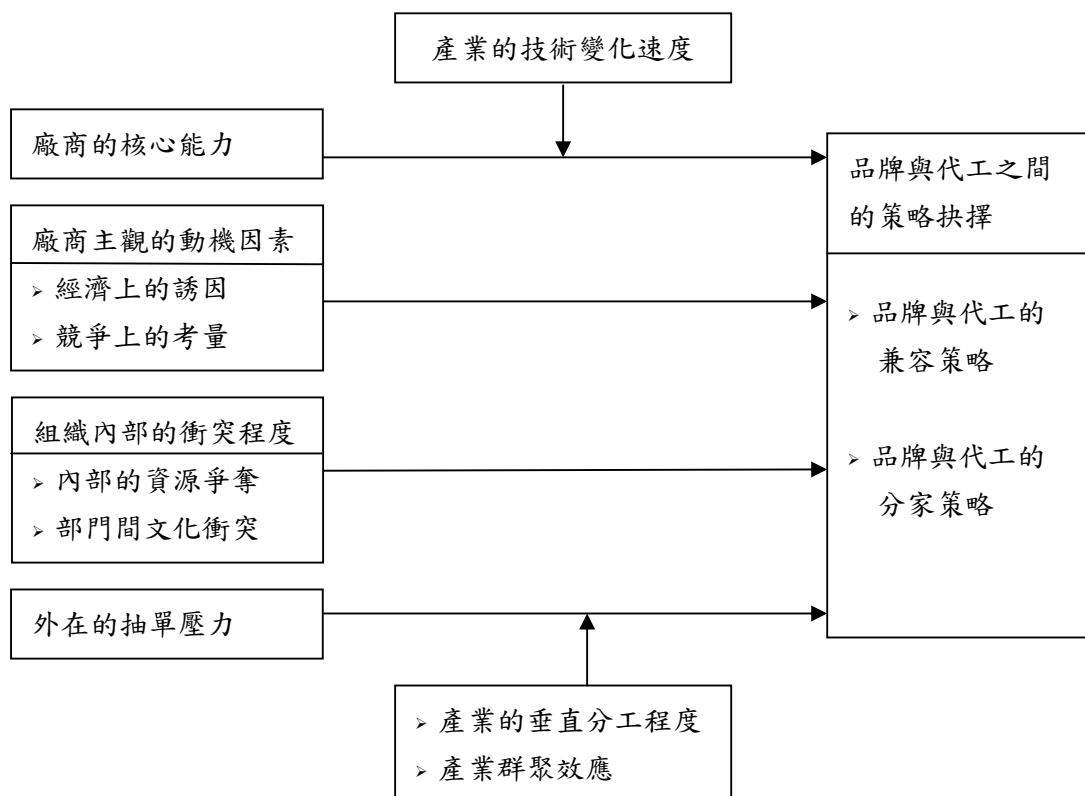 產業的技術變化速度
廠商的核心能力
廠商主觀的動機因素
➢ 經濟上的誘因
➢ 競爭上的考量
組織內部的衝突程度
➢ 內部的資源爭奪
➢ 部門間文化衝突
外在的抽單壓力
品牌與代工之間
的策略抉擇
➢ 品牌與代工的
兼容策略
➢ 品牌與代工的
分家策略
➢ 產業的垂直分工程度
➢ 產業群聚效應